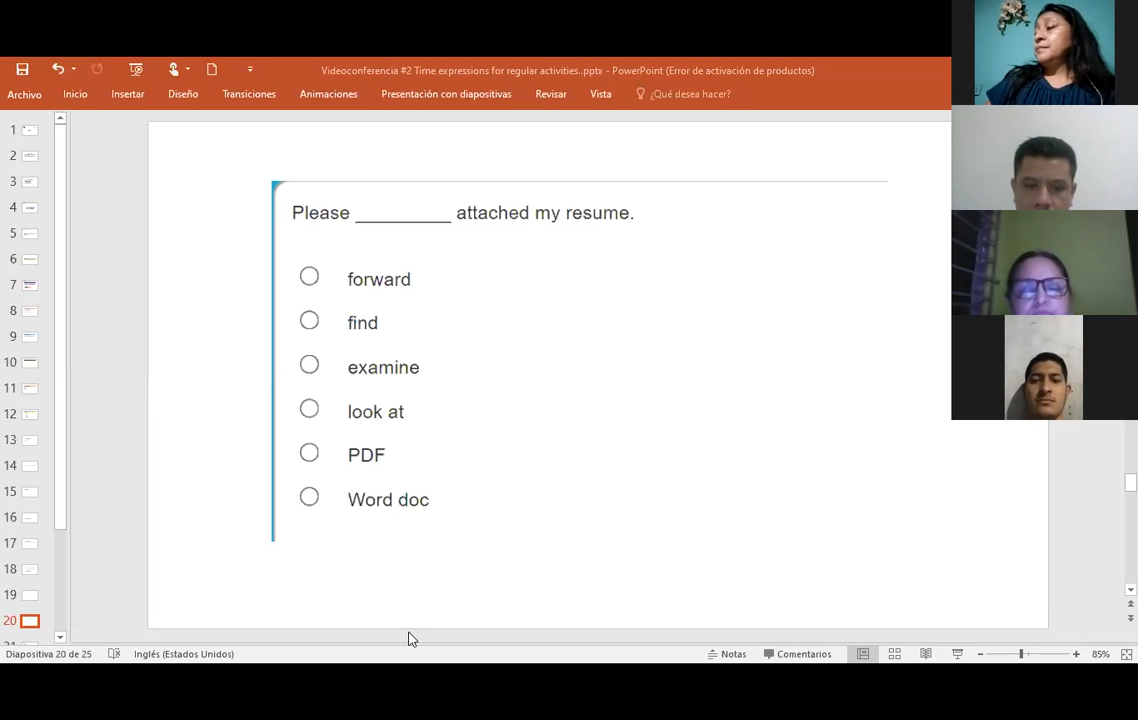 Videoconferencia #2 Time expressions for regular activities..pptx - PowerPoint (Error de activación de productos)
Archivo Inicio Insertar Diseño Transiciones Animaciones Presentación con diapositivas Revisar Vista ¿Qué desea hacer?
1
2
3
4
5
6
7
8
9
10
11
12
13
14
15
16
17
18
19
20
Please _________ attached my resume.
forward
find
examine
look at
PDF
Word doc
Diapositiva 20 de 25 Inglés (Estados Unidos) Notas Comentarios 85%